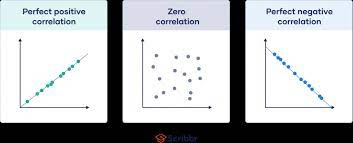 Perfect positive
correlation
Zero
correlation
Perfect negative
correlation
Scribbr